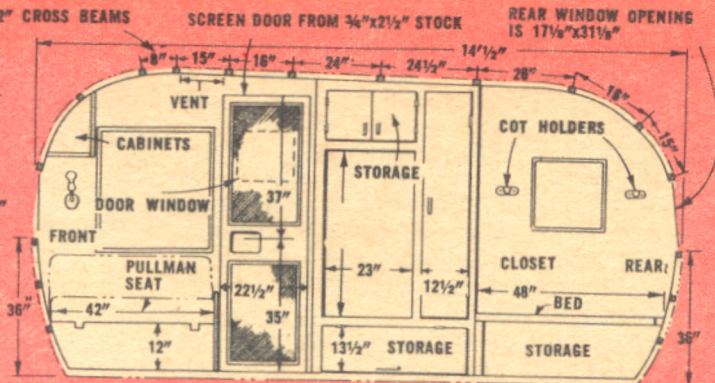 2" CROSS BEAMS
SCREEN DOOR FROM ¾"x2½" STOCK
REAR WINDOW OPENING
IS 17⅛"x31⅛"
14'½"
8"
15"
16"
24"
24½"
26"
16"
15"
VENT
CABINETS
COT HOLDERS
STORAGE
DOOR WINDOW
37"
FRONT
PULLMAN
SEAT
23"
12½"
CLOSET
REAR
22½"
48"
BED
36"
42"
35"
36"
12"
13½"
STORAGE
STORAGE